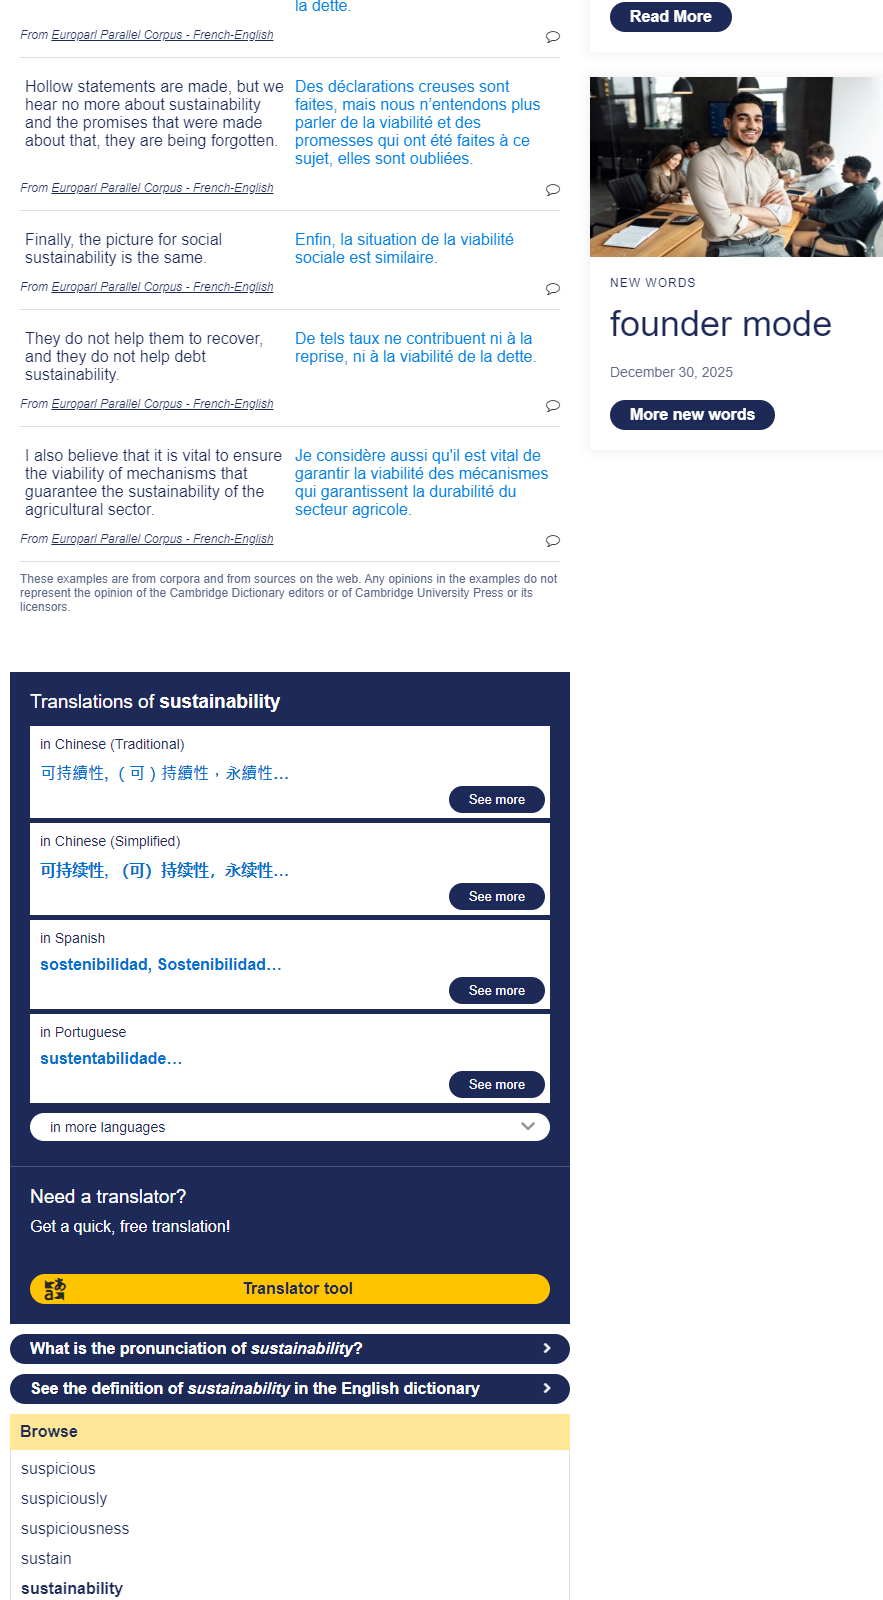 la dette.
From Europarl Parallel Corpus - French-English
Hollow statements are made, but we
hear no more about sustainability
and the promises that were made
about that, they are being forgotten.
Des déclarations creuses sont
faites, mais nous n’entendons plus
parler de la viabilité et des
promesses qui ont été faites à ce
sujet, elles sont oubliées.
From Europarl Parallel Corpus - French-English
Finally, the picture for social
sustainability is the same.
Enfin, la situation de la viabilité
sociale est similaire.
From Europarl Parallel Corpus - French-English
They do not help them to recover,
and they do not help debt
sustainability.
De tels taux ne contribuent ni à la
reprise, ni à la viabilité de la dette.
From Europarl Parallel Corpus - French-English
I also believe that it is vital to ensure
the viability of mechanisms that
guarantee the sustainability of the
agricultural sector.
Je considère aussi qu'il est vital de
garantir la viabilité des mécanismes
qui garantissent la durabilité du
secteur agricole.
From Europarl Parallel Corpus - French-English
These examples are from corpora and from sources on the web. Any opinions in the examples do not
represent the opinion of the Cambridge Dictionary editors or of Cambridge University Press or its
licensors.
Read More
NEW WORDS
founder mode
December 30, 2025
More new words
Translations of sustainability
in Chinese (Traditional)
可持續性,（可）持續性，永續性…
See more
in Chinese (Simplified)
可持续性, （可）持续性，永续性…
See more
in Spanish
sostenibilidad, Sostenibilidad…
See more
in Portuguese
sustentabilidade…
See more
in more languages
Need a translator?
Get a quick, free translation!
Translator tool
What is the pronunciation of sustainability?
See the definition of sustainability in the English dictionary
Browse
suspicious
suspiciously
suspiciousness
sustain
sustainability